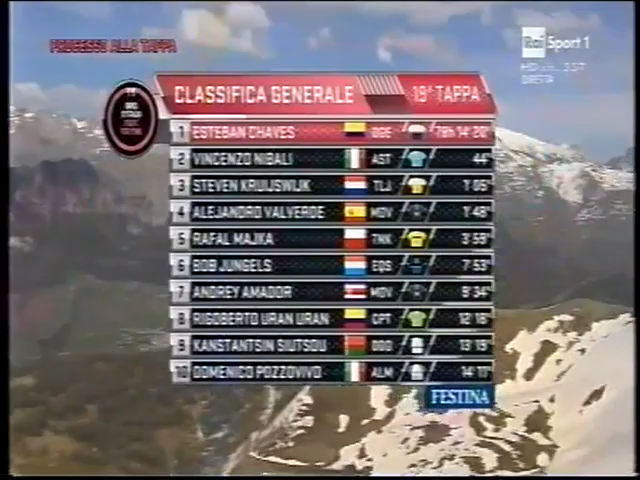 PROCESSO ALLA TAPPA
Rai Sport 1
DIRETTA
CLASSIFICA GENERALE 19ª TAPPA
1 ESTEBAN CHAVES OGE 78h 14' 20"
2 VINCENZO NIBALI AST 44"
3 STEVEN KRUIJSWIJK TLJ 1' 05"
4 ALEJANDRO VALVERDE MOV 1' 48"
5 RAFAL MAJKA TNK 3' 59"
6 BOB JUNGELS EQS 7' 53"
7 ANDREY AMADOR MOV 9' 34"
8 RIGOBERTO URAN URAN CPT
9 KANSTANTSIN SIUTSOU DDD 13' 19"
10 DOMENICO POZZOVIVO ALM 14' 11"
FESTINA